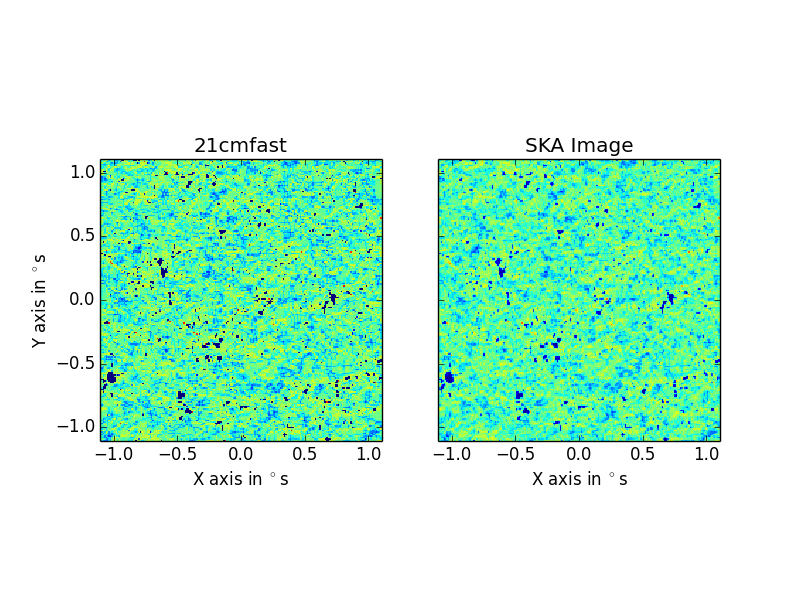 21cmfast
SKA Image
1.0
0.5
0.0
−0.5
−1.0
Y axis in °s
−1.0 −0.5 0.0 0.5 1.0
−1.0 −0.5 0.0 0.5 1.0
X axis in °s
X axis in °s